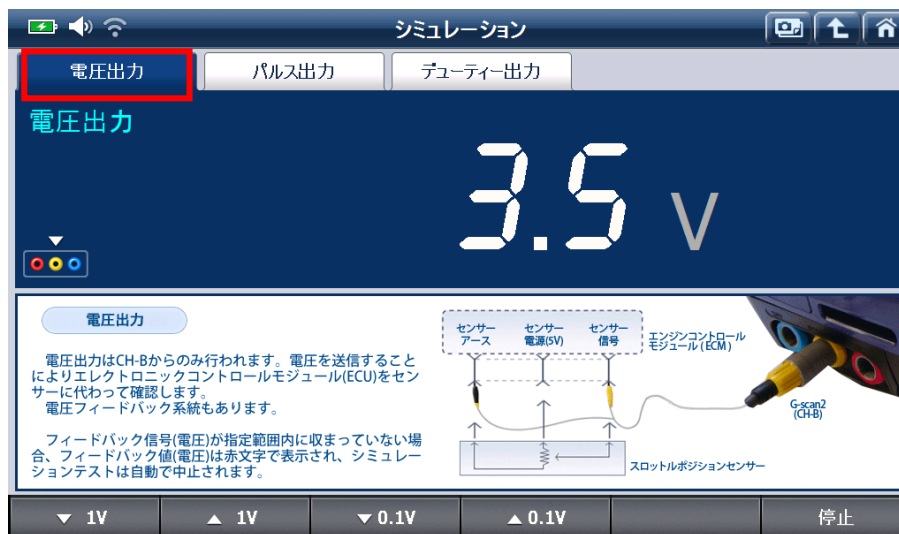 シミュレーション
電圧出力
パルス出力
デューティー出力
電圧出力
3.5 V
電圧出力
電圧出力はCH-Bからのみ行われます。電圧を送信すること
によりエレクトロニックコントロールモジュール(ECU)をセン
サーに代わって確認します。
電圧フィードバック系統もあります。
フィードバック信号(電圧)が指定範囲内に収まっていない場
合、フィードバック値(電圧)は赤文字で表示され、シミュレー
ションテストは自動で中止されます。
センサー
アース
センサー
電源(5V)
センサー
信号
エンジンコントロール
モジュール(ECM)
G-scan2
(CH-B)
スロットルポジションセンサー
▼ 1V
▲ 1V
▼ 0.1V
▲ 0.1V
停止